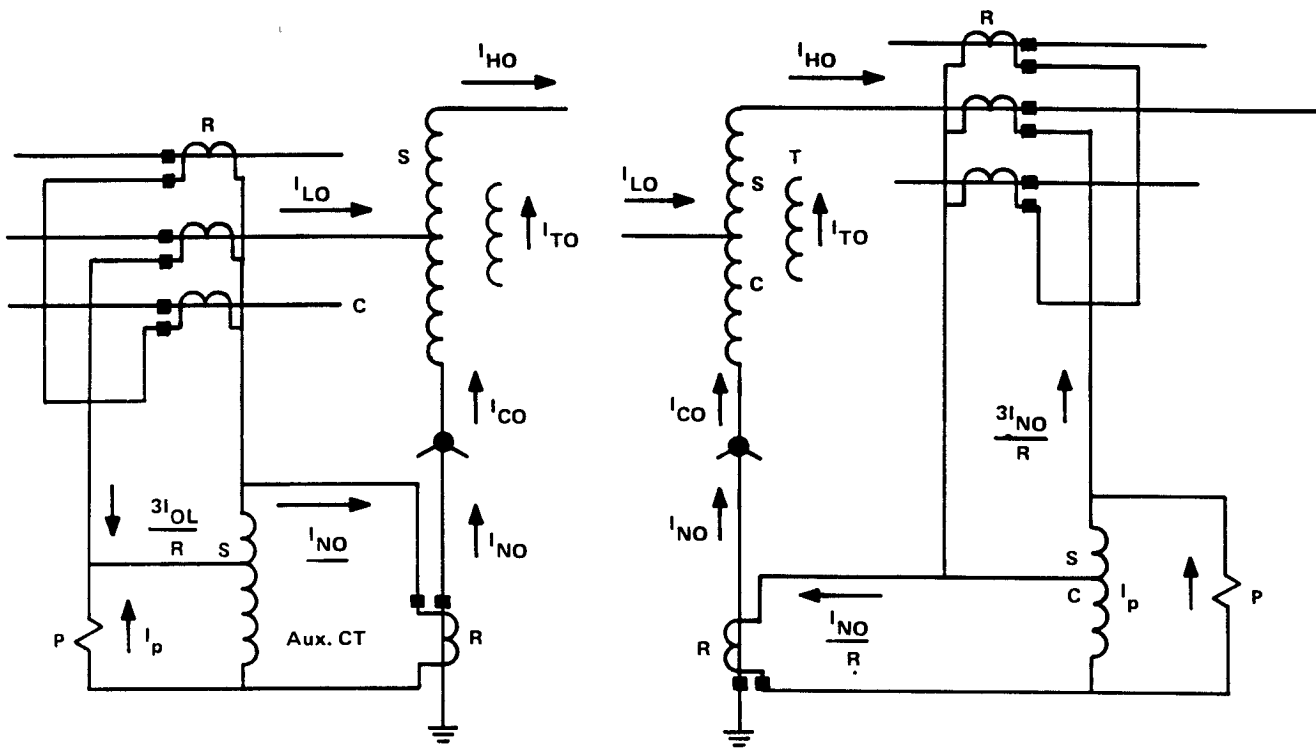 R
I_HO
S
I_LO
I_TO
C
I_CO
3I_OL
R
S
I_NO
I_NO
P
I_p
Aux. CT
R
I_HO
R
T
I_LO
S
I_TO
C
I_CO
3I_NO
R
I_NO
S
C
I_p
P
R
I_NO
R